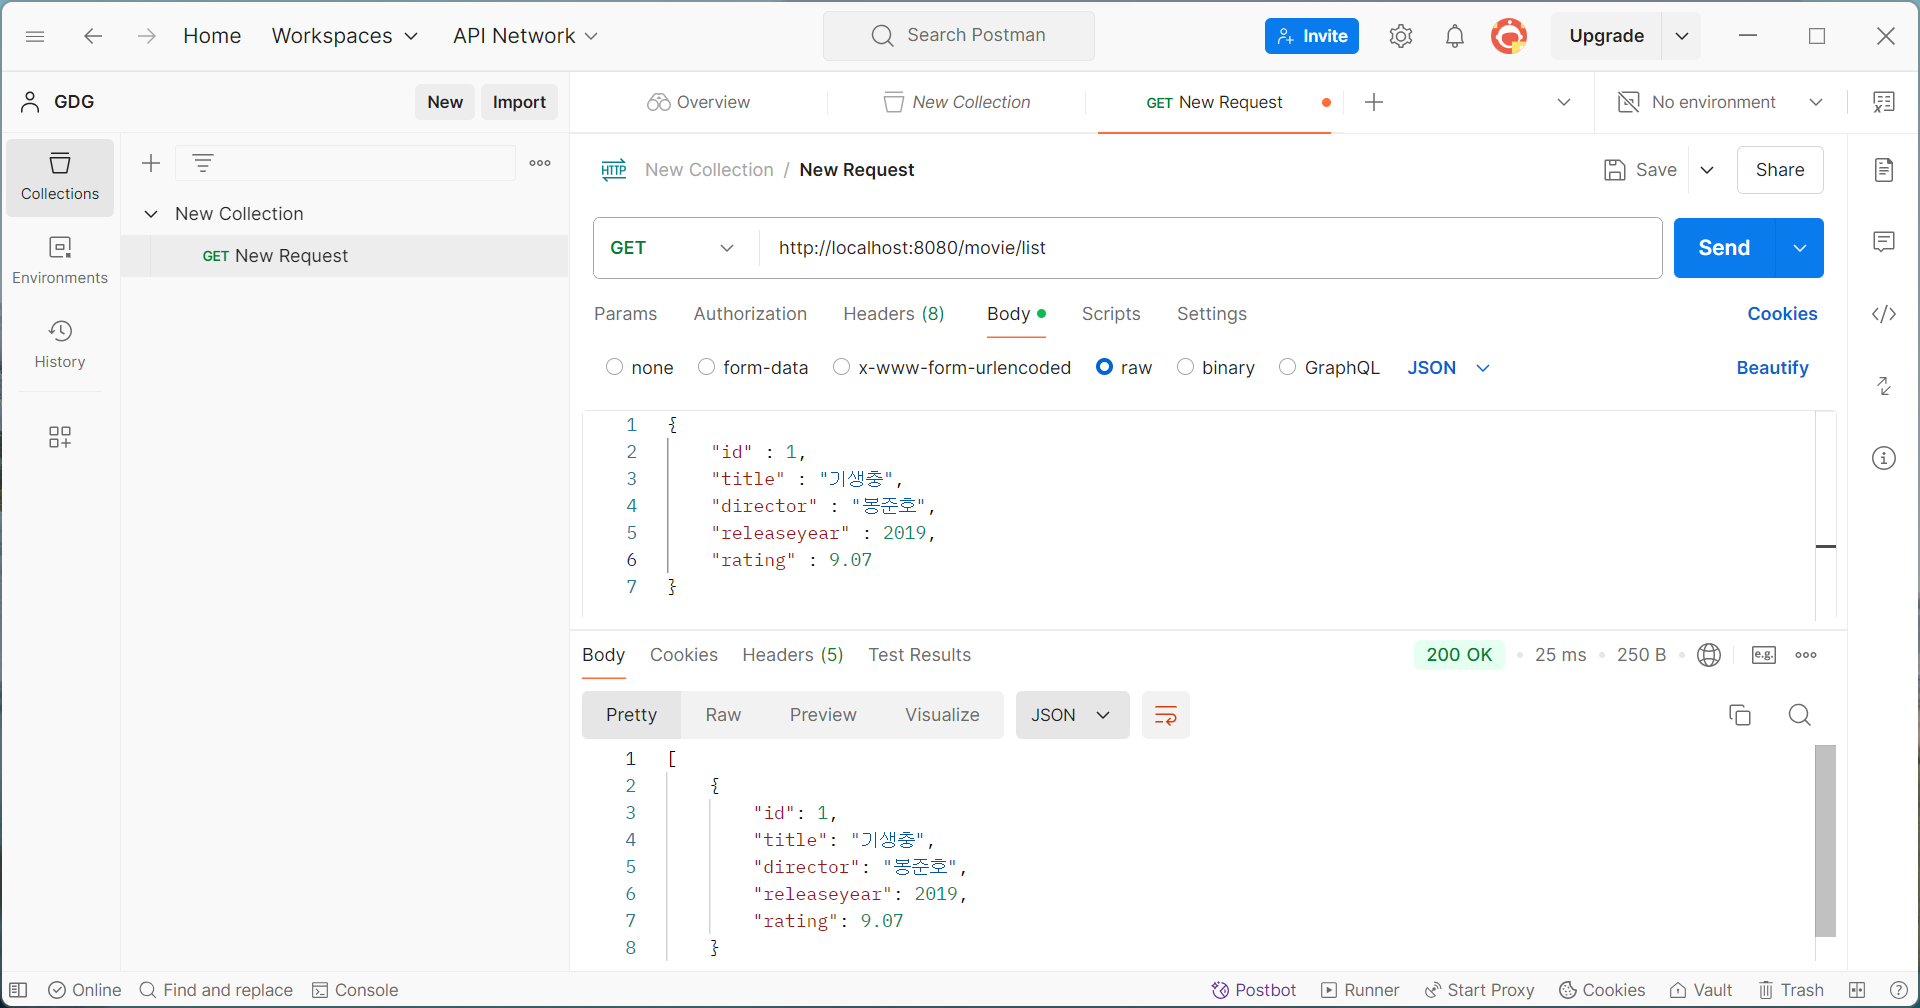 Home Workspaces API Network Search Postman Invite Upgrade
GDG New Import Overview New Collection GET New Request No environment
HTTP New Collection / New Request Save Share
Collections
New Collection
GET New Request
Environments
History
GET http://localhost:8080/movie/list Send
Params Authorization Headers (8) Body Scripts Settings Cookies
none form-data x-www-form-urlencoded raw binary GraphQL JSON Beautify
1 {
2 "id" : 1,
3 "title" : "기생충",
4 "director" : "봉준호",
5 "releaseyear" : 2019,
6 "rating" : 9.07
7 }
Body Cookies Headers (5) Test Results 200 OK 25 ms 250 B e.g.
Pretty Raw Preview Visualize JSON
1 [
2 {
3 "id": 1,
4 "title": "기생충",
5 "director": "봉준호",
6 "releaseyear": 2019,
7 "rating": 9.07
8 }
Online Find and replace Console Postbot Runner Start Proxy Cookies Vault Trash